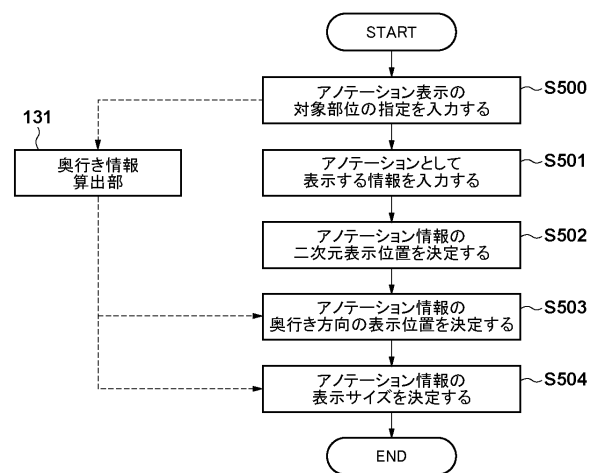 START
アノテーション表示の
対象部位の指定を入力する
S500
131
奥行き情報
算出部
アノテーションとして
表示する情報を入力する
S501
アノテーション情報の
二次元表示位置を決定する
S502
アノテーション情報の
奥行き方向の表示位置を決定する
S503
アノテーション情報の
表示サイズを決定する
S504
END